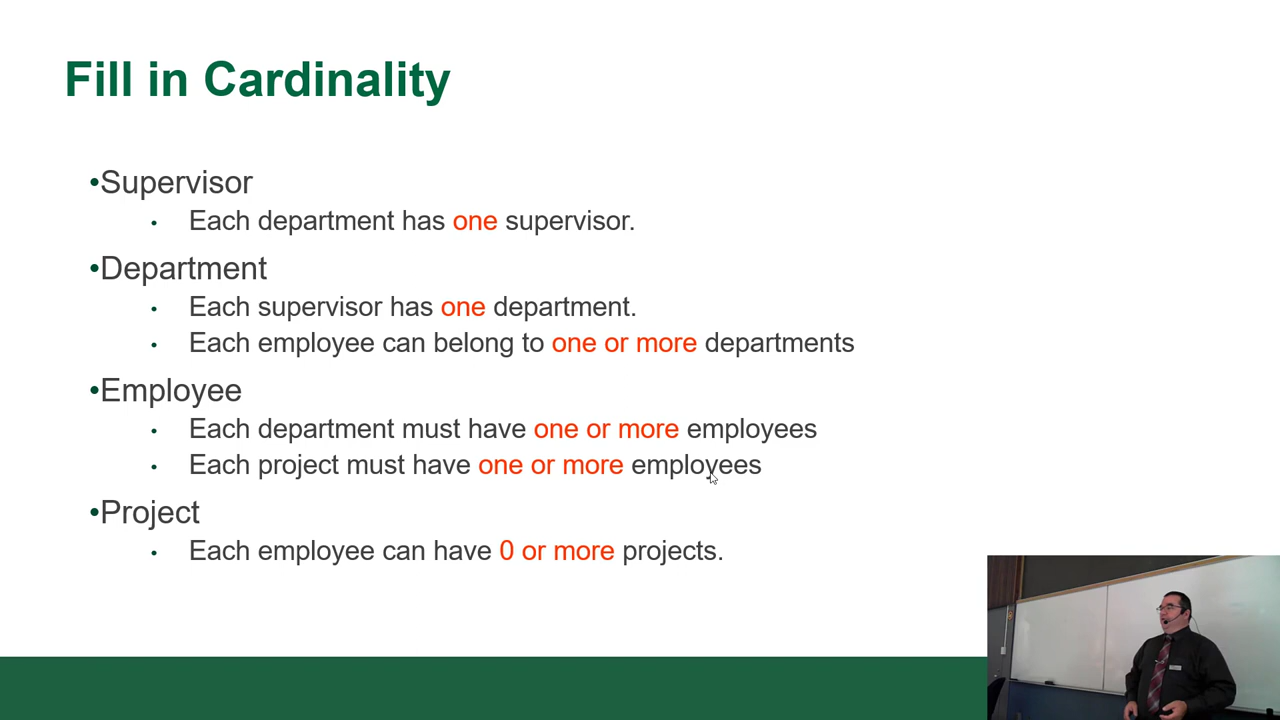 Fill in Cardinality
•Supervisor
• Each department has one supervisor.
•Department
• Each supervisor has one department.
• Each employee can belong to one or more departments
•Employee
• Each department must have one or more employees
• Each project must have one or more employees
•Project
• Each employee can have 0 or more projects.